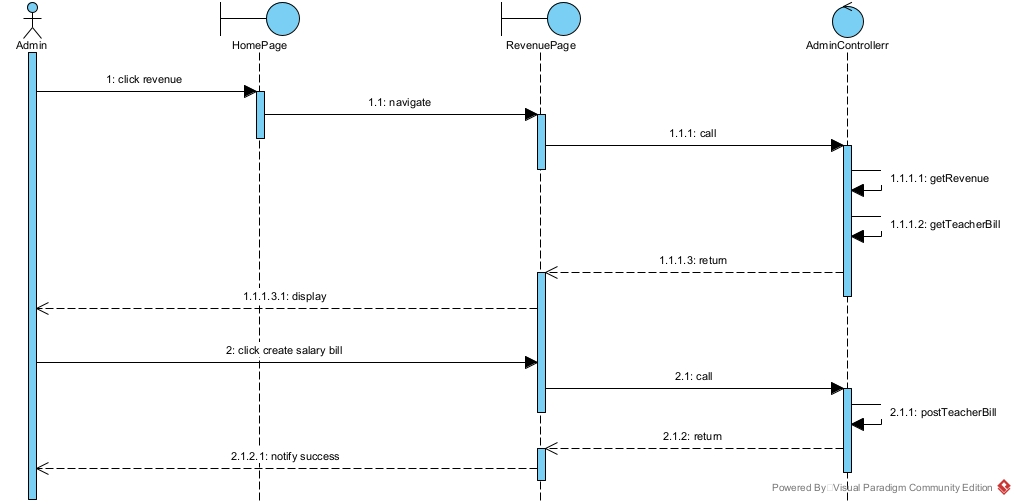 Admin
HomePage
RevenuePage
AdminControllerr
1: click revenue
1.1: navigate
1.1.1: call
1.1.1.1: getRevenue
1.1.1.2: getTeacherBill
1.1.1.3: return
1.1.1.3.1: display
2: click create salary bill
2.1: call
2.1.1: postTeacherBill
2.1.2: return
2.1.2.1: notify success
Powered By Visual Paradigm Community Edition